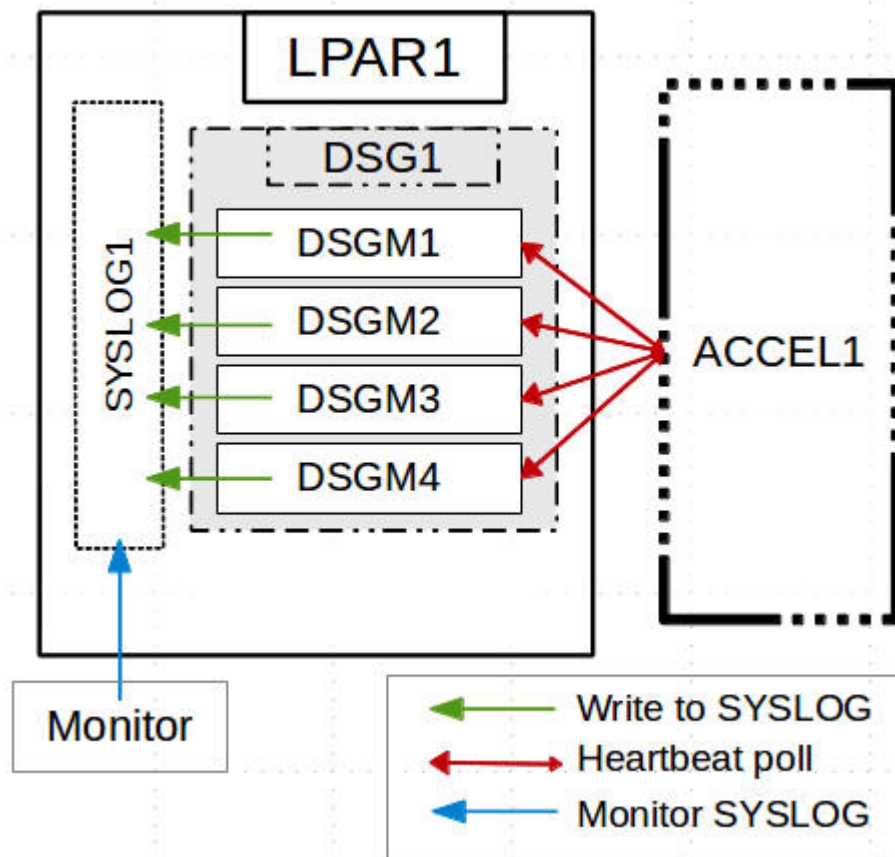 LPAR1
DSG1
SYSLOG1
DSGM1
DSGM2
DSGM3
DSGM4
ACCEL1
Monitor
Write to SYSLOG
Heartbeat poll
Monitor SYSLOG